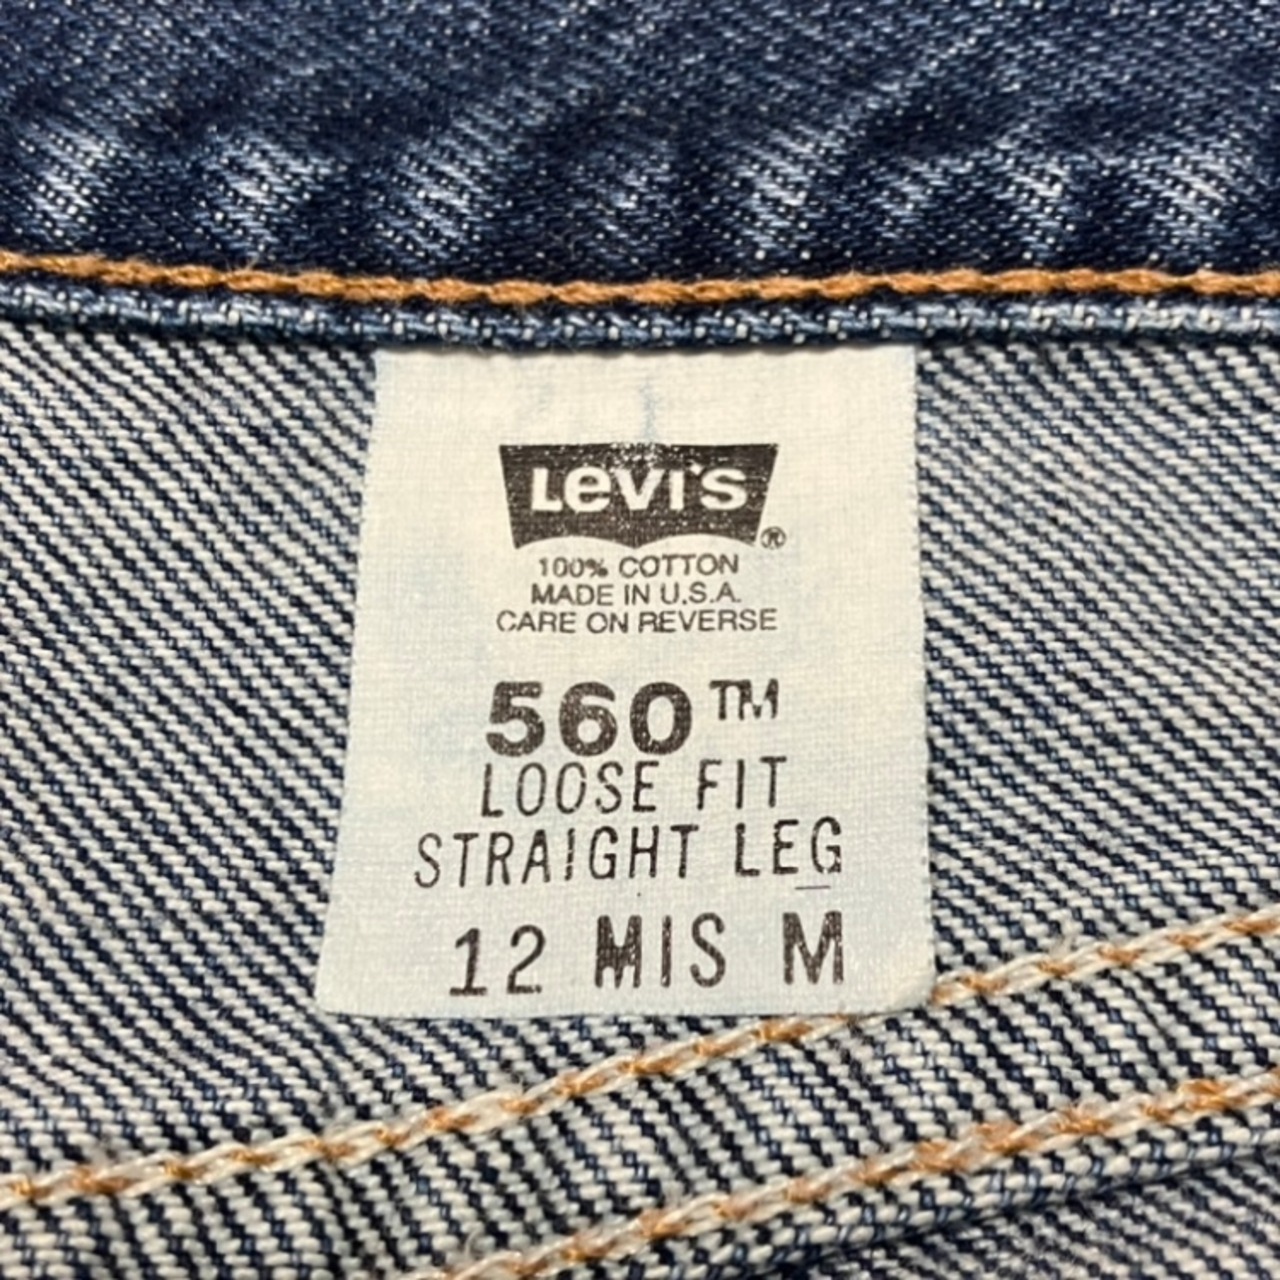 Levi's ®
100% COTTON
MADE IN U.S.A.
CARE ON REVERSE
560™
LOOSE FIT
STRAIGHT LEG
12 MIS M